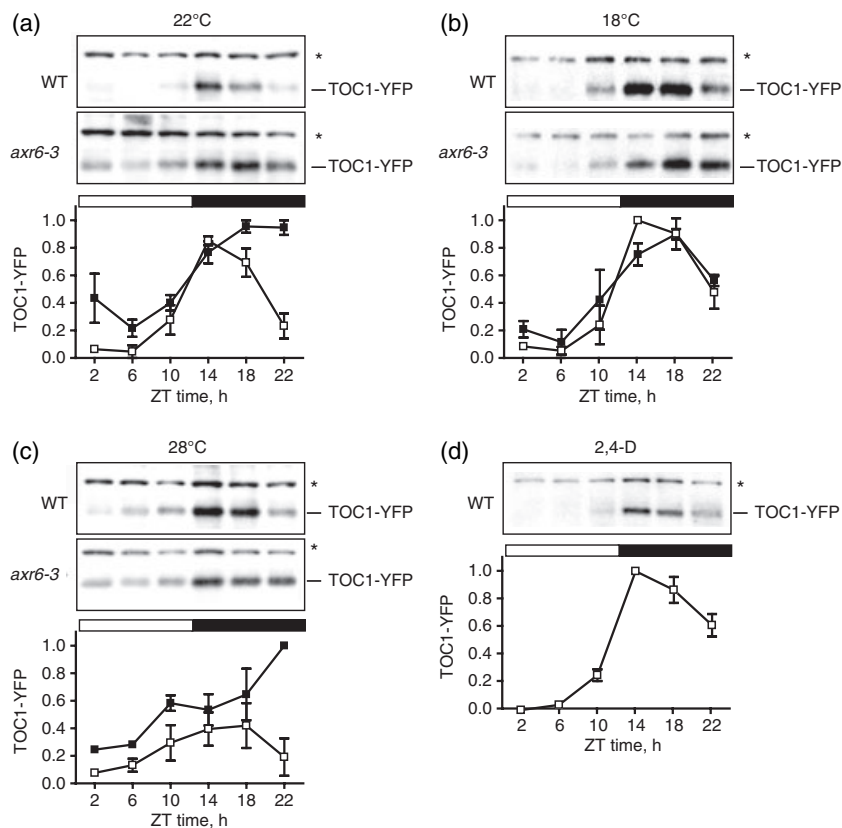 (a)
22°C
WT
*
TOC1-YFP
axr6-3
*
TOC1-YFP
TOC1-YFP
1.0
0.8
0.6
0.4
0.2
0.0
2 6 10 14 18 22
ZT time, h
(b)
18°C
WT
*
TOC1-YFP
axr6-3
*
TOC1-YFP
TOC1-YFP
1.0
0.8
0.6
0.4
0.2
0.0
2 6 10 14 18 22
ZT time, h
(c)
28°C
WT
*
TOC1-YFP
axr6-3
*
TOC1-YFP
TOC1-YFP
1.0
0.8
0.6
0.4
0.2
0.0
2 6 10 14 18 22
ZT time, h
(d)
2,4-D
WT
*
TOC1-YFP
TOC1-YFP
1.0
0.8
0.6
0.4
0.2
0.0
2 6 10 14 18 22
ZT time, h